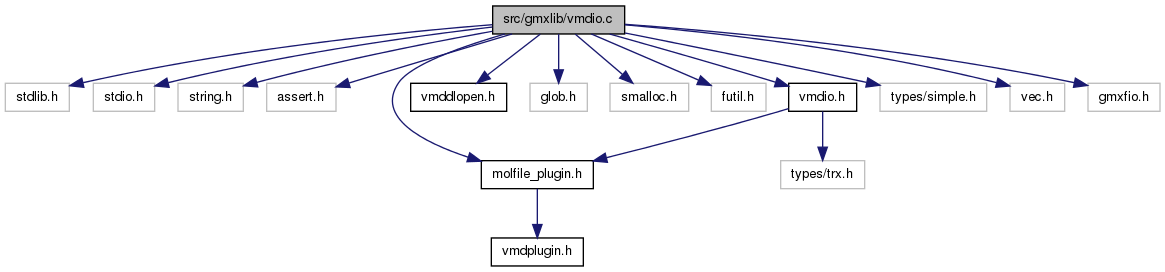 src/gmxlib/vmdio.c
stdlib.h
stdio.h
string.h
assert.h
vmddlopen.h
glob.h
smalloc.h
futil.h
vmdio.h
types/simple.h
vec.h
gmxfio.h
molfile_plugin.h
types/trx.h
vmdplugin.h